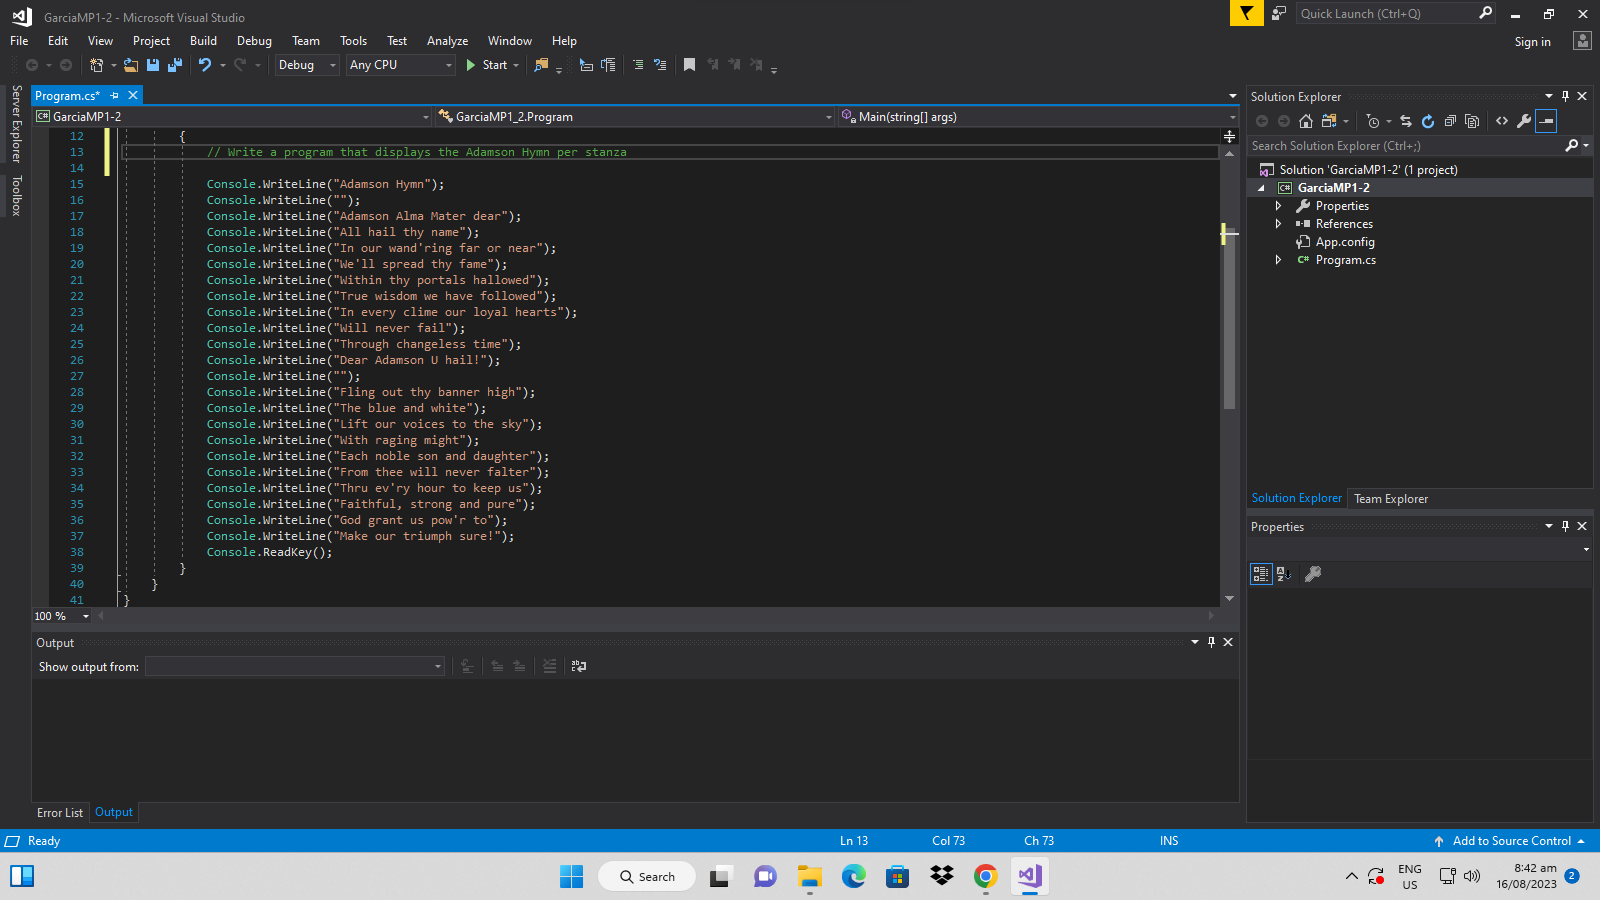 GarciaMP1-2 - Microsoft Visual Studio
Quick Launch (Ctrl+Q)
File Edit View Project Build Debug Team Tools Test Analyze Window Help
Sign in
Debug Any CPU Start
Server Explorer
Toolbox
Program.cs*
GarciaMP1-2 GarciaMP1_2.Program Main(string[] args)
12 {
13 // Write a program that displays the Adamson Hymn per stanza
14
15 Console.WriteLine("Adamson Hymn");
16 Console.WriteLine("");
17 Console.WriteLine("Adamson Alma Mater dear");
18 Console.WriteLine("All hail thy name");
19 Console.WriteLine("In our wand'ring far or near");
20 Console.WriteLine("We'll spread thy fame");
21 Console.WriteLine("Within thy portals hallowed");
22 Console.WriteLine("True wisdom we have followed");
23 Console.WriteLine("In every clime our loyal hearts");
24 Console.WriteLine("Will never fail");
25 Console.WriteLine("Through changeless time");
26 Console.WriteLine("Dear Adamson U hail!");
27 Console.WriteLine("");
28 Console.WriteLine("Fling out thy banner high");
29 Console.WriteLine("The blue and white");
30 Console.WriteLine("Lift our voices to the sky");
31 Console.WriteLine("With raging might");
32 Console.WriteLine("Each noble son and daughter");
33 Console.WriteLine("From thee will never falter");
34 Console.WriteLine("Thru ev'ry hour to keep us");
35 Console.WriteLine("Faithful, strong and pure");
36 Console.WriteLine("God grant us pow'r to");
37 Console.WriteLine("Make our triumph sure!");
38 Console.ReadKey();
39 }
40 }
41 }
100 %
Solution Explorer
Search Solution Explorer (Ctrl+;)
Solution 'GarciaMP1-2' (1 project)
GarciaMP1-2
Properties
References
App.config
Program.cs
Solution Explorer Team Explorer
Properties
Output
Show output from:
Error List Output
Ready Ln 13 Col 73 Ch 73 INS Add to Source Control
Search
ENG
US
8:42 am
16/08/2023
2